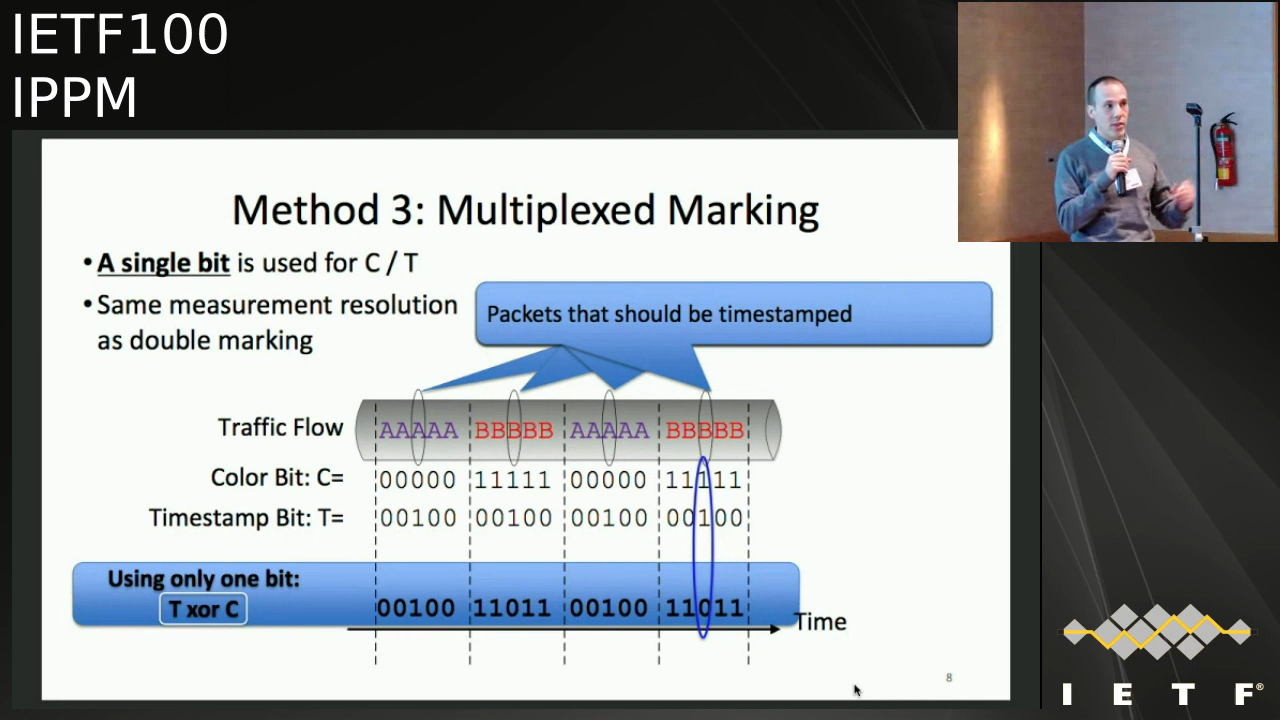 IETF100
IPPM
Method 3: Multiplexed Marking
• A single bit is used for C / T
• Same measurement resolution
as double marking
Packets that should be timestamped
Traffic Flow AAAAA BBBBB AAAAA BBBBB
Color Bit: C= 00000 11111 00000 11111
Timestamp Bit: T= 00100 00100 00100 00100
Using only one bit:
T xor C 00100 11011 00100 11011
Time
8
I E T F®